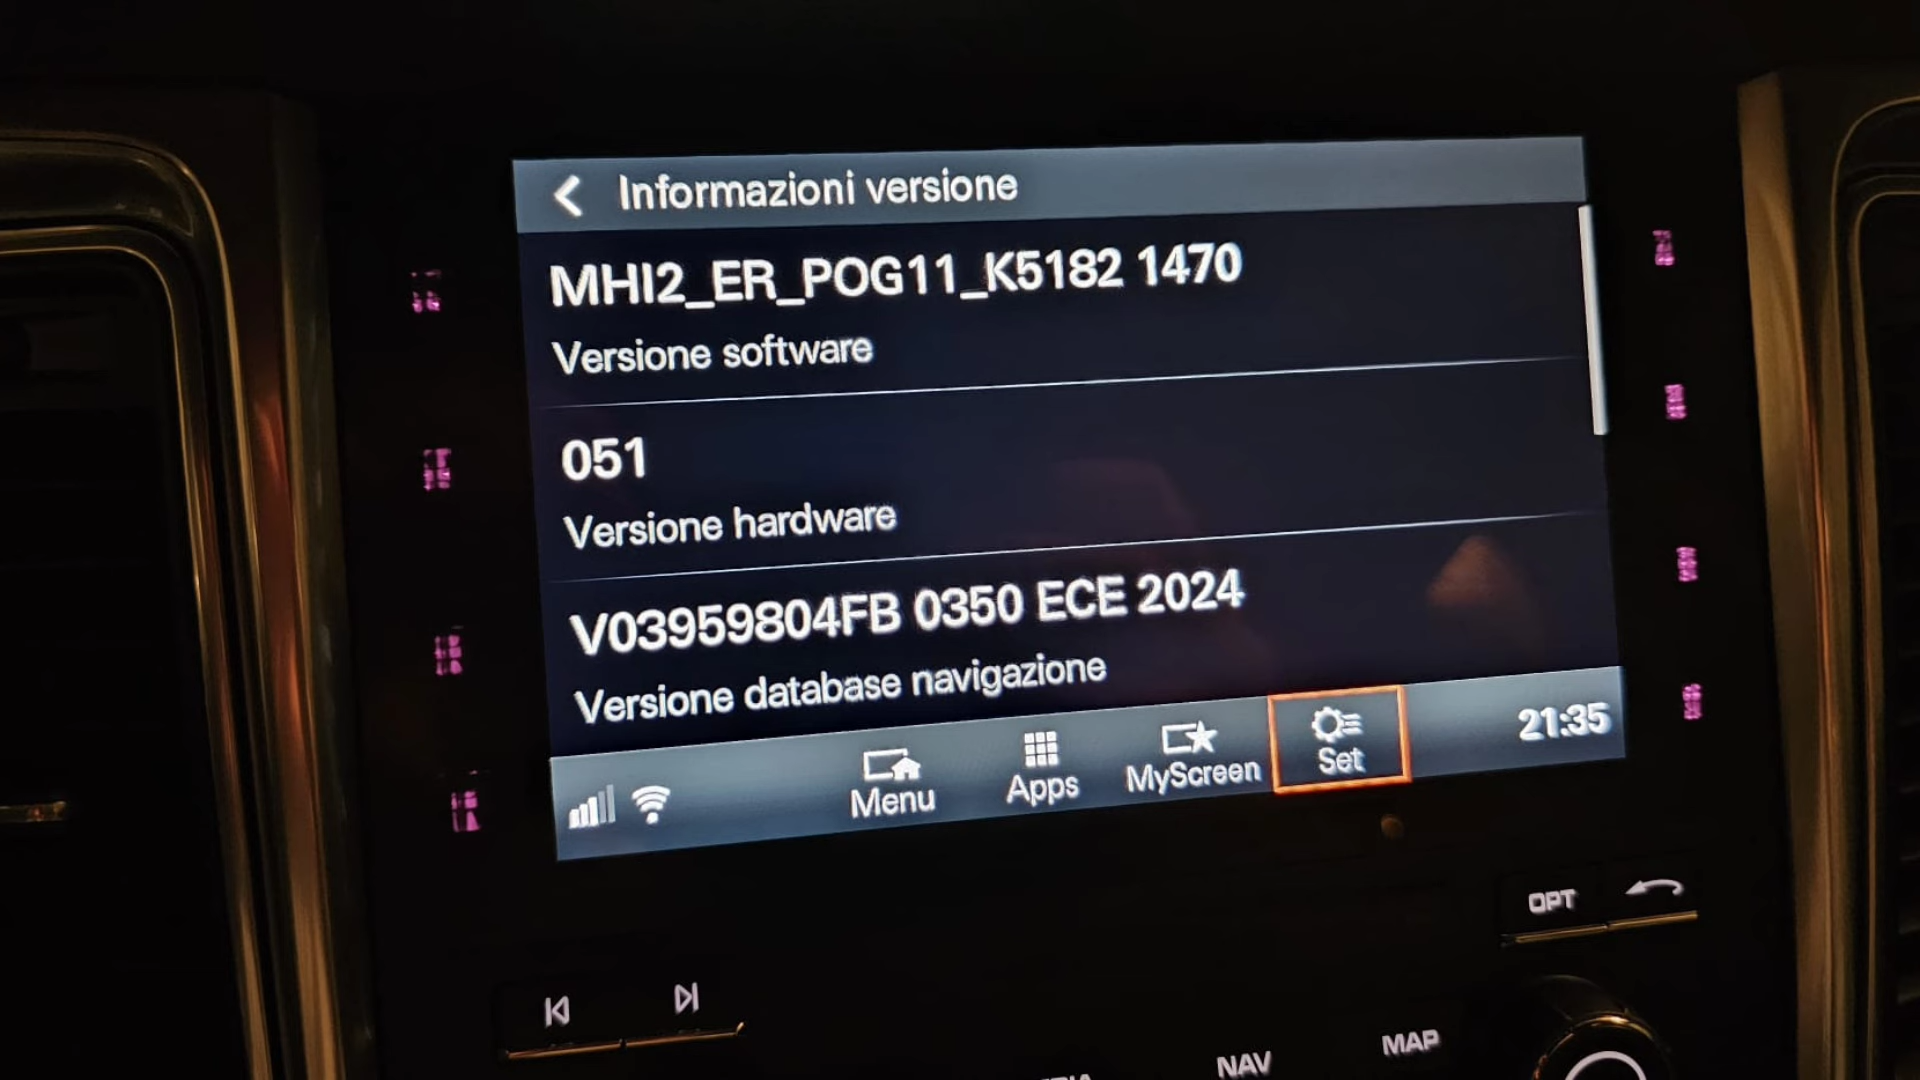 Informazioni versione
MHI2_ER_POG11_K5182 1470
Versione software
051
Versione hardware
V03959804FB 0350 ECE 2024
Versione database navigazione
Menu
Apps
MyScreen
Set
21:35
OPT
NAV
MAP